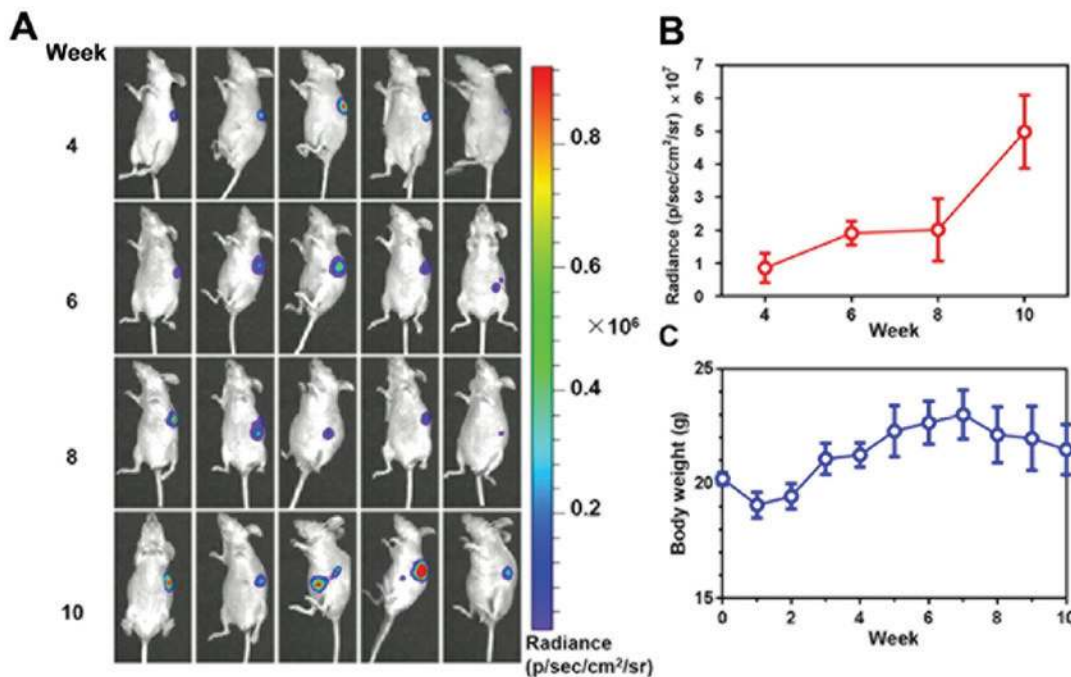 A
Week
4
6
8
10
0.8
0.6
×10⁶
0.4
0.2
Radiance
(p/sec/cm²/sr)
B
Radiance (p/sec/cm²/sr) ×10⁷
7
6
5
4
3
2
1
0
4 6 8 10
Week
C
Body weight (g)
25
20
15
0 2 4 6 8 10
Week